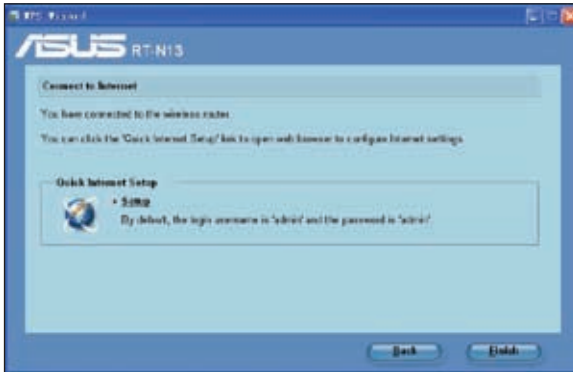 WPS Wizard
ASUS RT-N13
Connect to Internet
You have connected to the wireless router.
You can click the 'Quick Internet Setup' link to open web browser to configure Internet settings.
Quick Internet Setup
• Setup
By default, the login username is 'admin' and the password is 'admin'.
Back
Finish